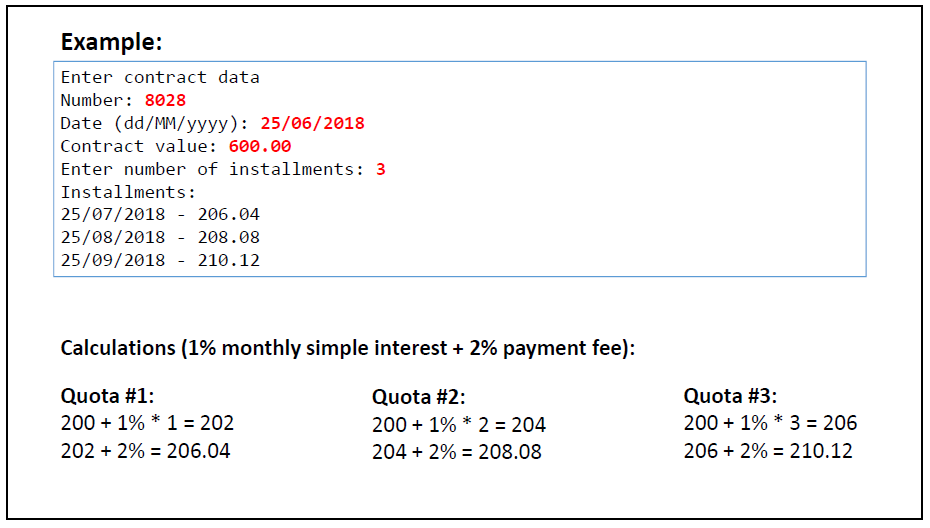 Example:
Enter contract data
Number: 8028
Date (dd/MM/yyyy): 25/06/2018
Contract value: 600.00
Enter number of installments: 3
Installments:
25/07/2018 - 206.04
25/08/2018 - 208.08
25/09/2018 - 210.12
Calculations (1% monthly simple interest + 2% payment fee):
Quota #1:
200 + 1% * 1 = 202
202 + 2% = 206.04
Quota #2:
200 + 1% * 2 = 204
204 + 2% = 208.08
Quota #3:
200 + 1% * 3 = 206
206 + 2% = 210.12